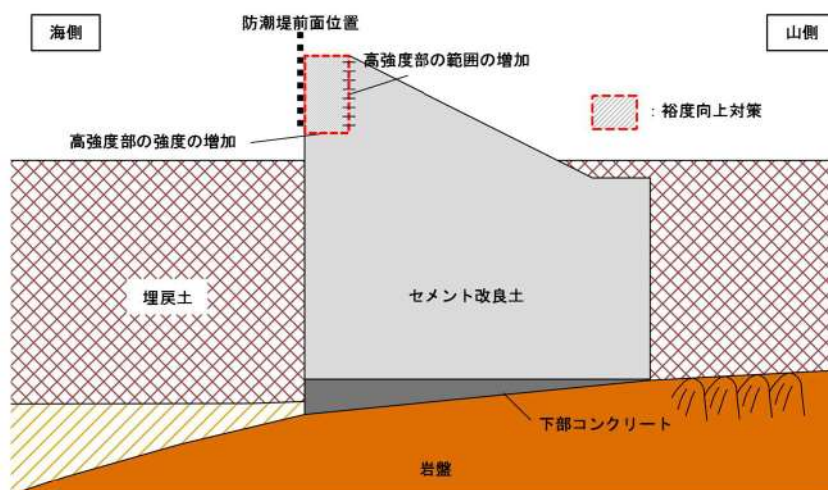 海側
防潮堤前面位置
山側
高強度部の範囲の増加
：裕度向上対策
高強度部の強度の増加
埋戻土
セメント改良土
下部コンクリート
岩盤